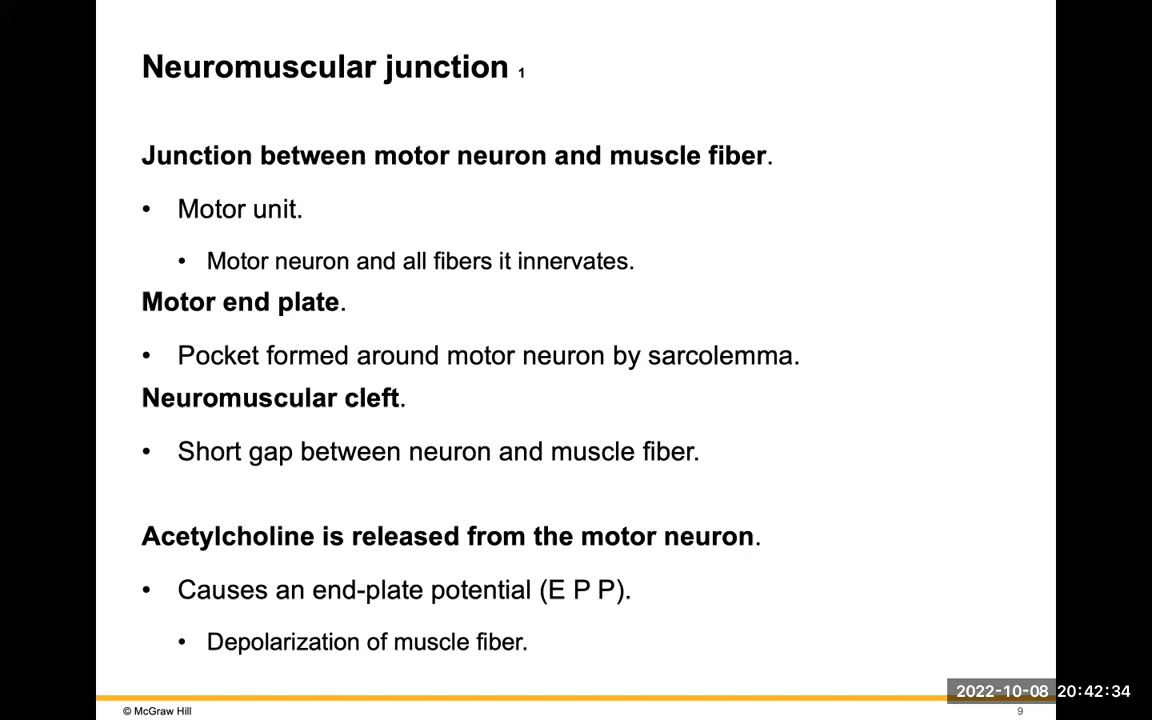 Neuromuscular junction 1
Junction between motor neuron and muscle fiber.
• Motor unit.
• Motor neuron and all fibers it innervates.
Motor end plate.
• Pocket formed around motor neuron by sarcolemma.
Neuromuscular cleft.
• Short gap between neuron and muscle fiber.
Acetylcholine is released from the motor neuron.
• Causes an end-plate potential (E P P).
• Depolarization of muscle fiber.
2022-10-08 20:42:34
© McGraw Hill
9